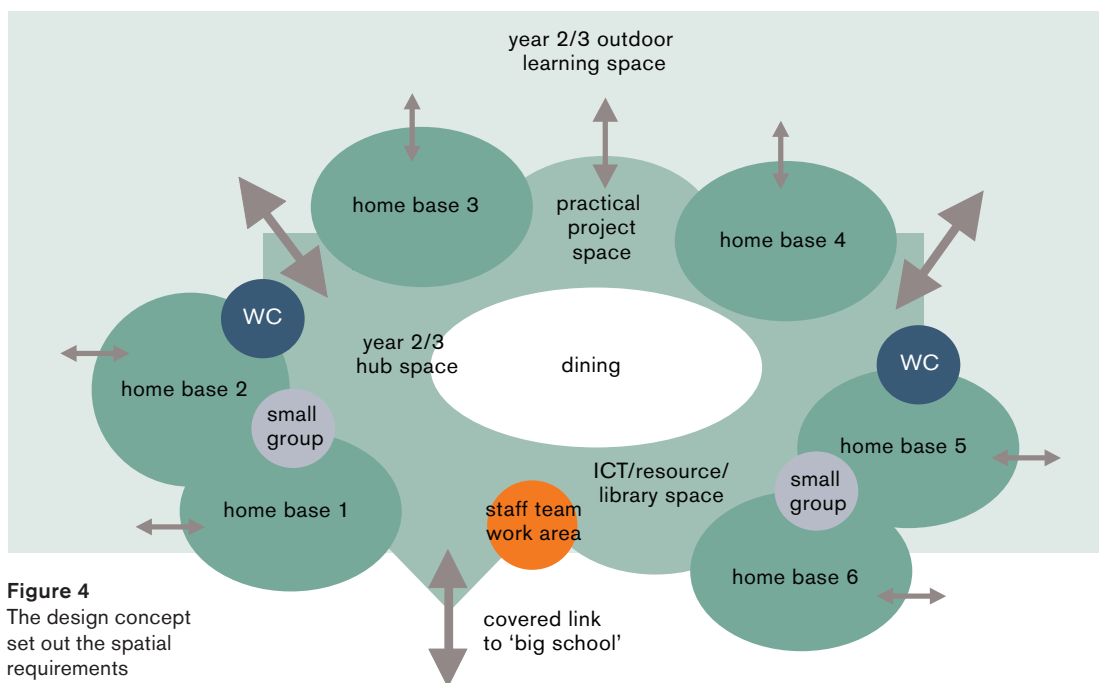 year 2/3 outdoor
learning space
home base 3
practical
project
space
home base 4
WC
year 2/3
hub space
dining
WC
home base 2
small
group
home base 5
ICT/resource/
library space
small
group
home base 1
staff team
work area
home base 6
Figure 4
The design concept
set out the spatial
requirements
covered link
to ‘big school’